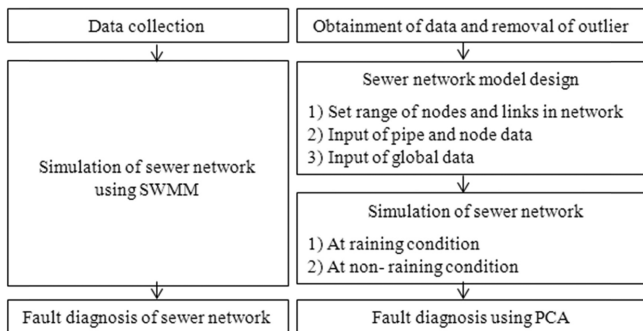 Data collection
Simulation of sewer network
using SWMM
Fault diagnosis of sewer network
Obtainment of data and removal of outlier
Sewer network model design
1) Set range of nodes and links in network
2) Input of pipe and node data
3) Input of global data
Simulation of sewer network
1) At raining condition
2) At non- raining condition
Fault diagnosis using PCA